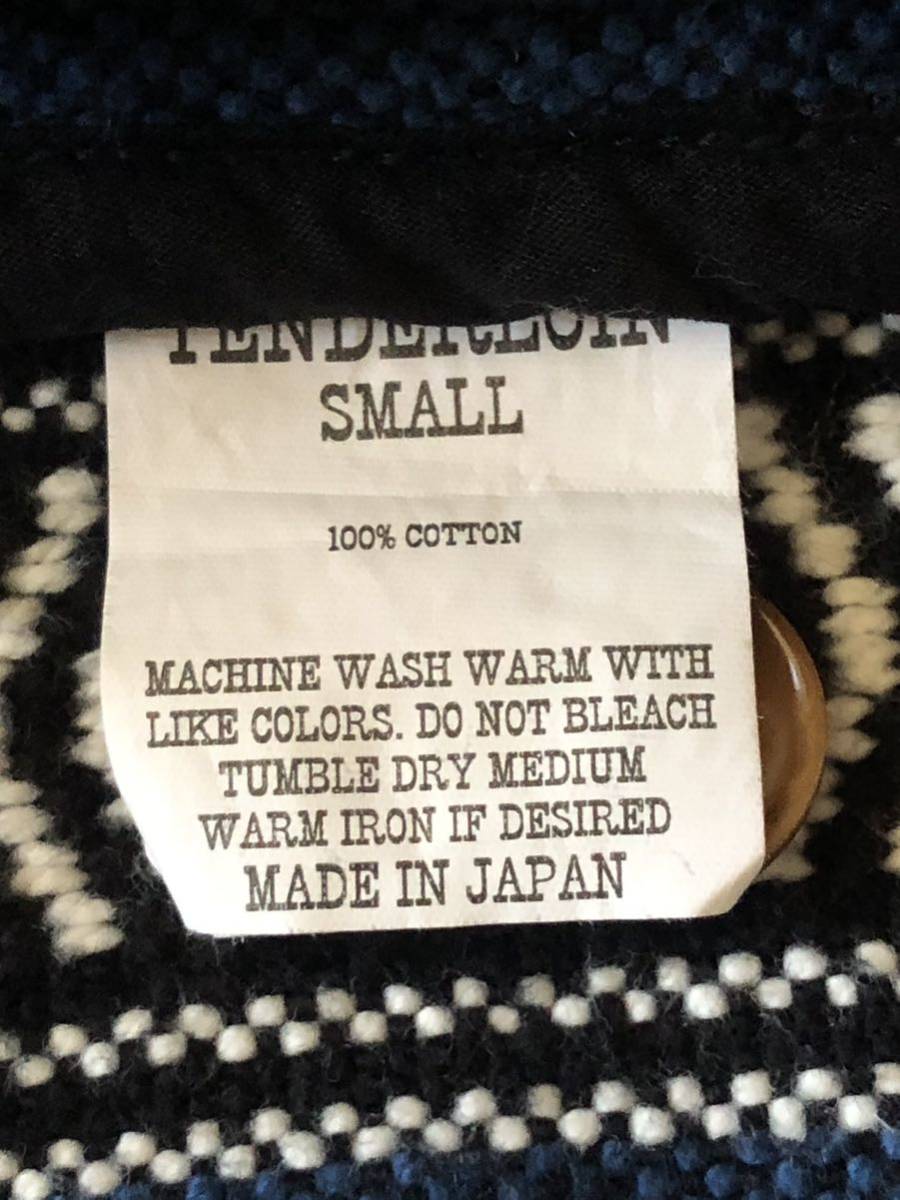 TENDERLOIN
SMALL
100% COTTON
MACHINE WASH WARM WITH
LIKE COLORS. DO NOT BLEACH
TUMBLE DRY MEDIUM
WARM IRON IF DESIRED
MADE IN JAPAN